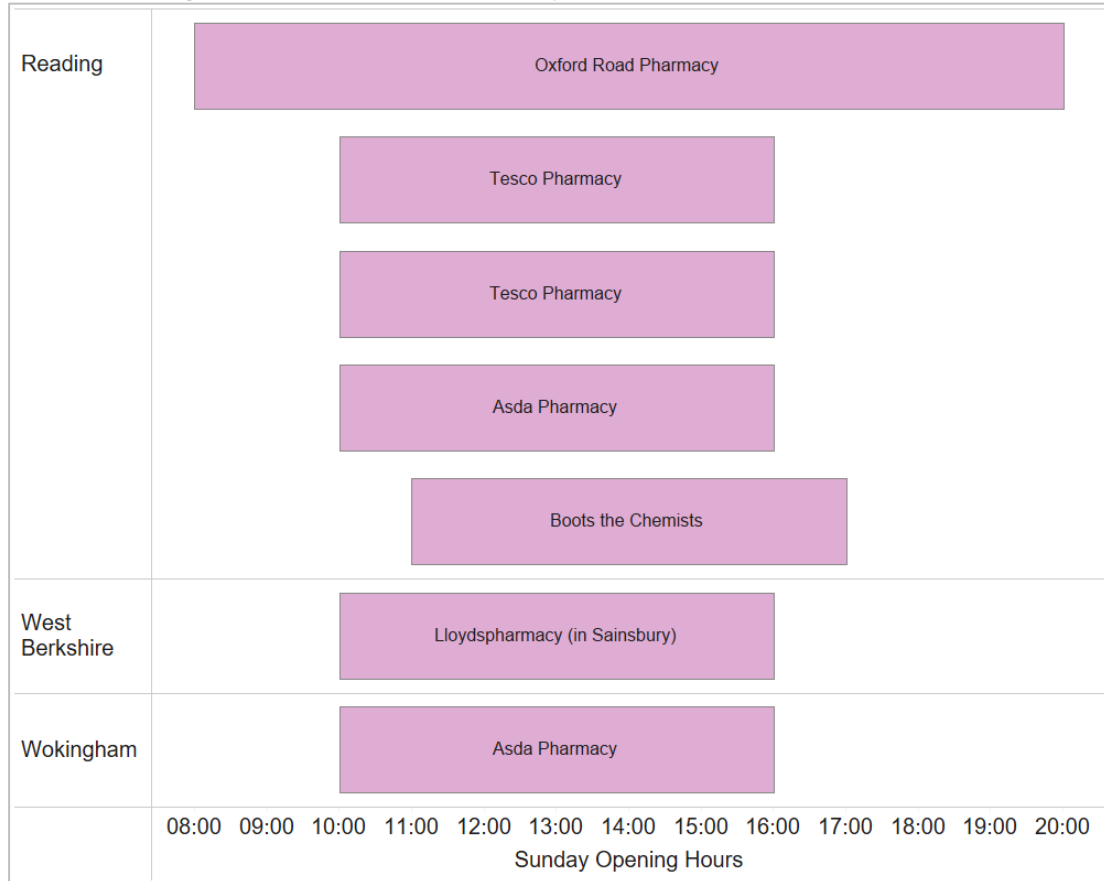 Reading
Oxford Road Pharmacy
Tesco Pharmacy
Tesco Pharmacy
Asda Pharmacy
Boots the Chemists
West
Berkshire
Lloydspharmacy (in Sainsbury)
Wokingham
Asda Pharmacy
08:00 09:00 10:00 11:00 12:00 13:00 14:00 15:00 16:00 17:00 18:00 19:00 20:00
Sunday Opening Hours